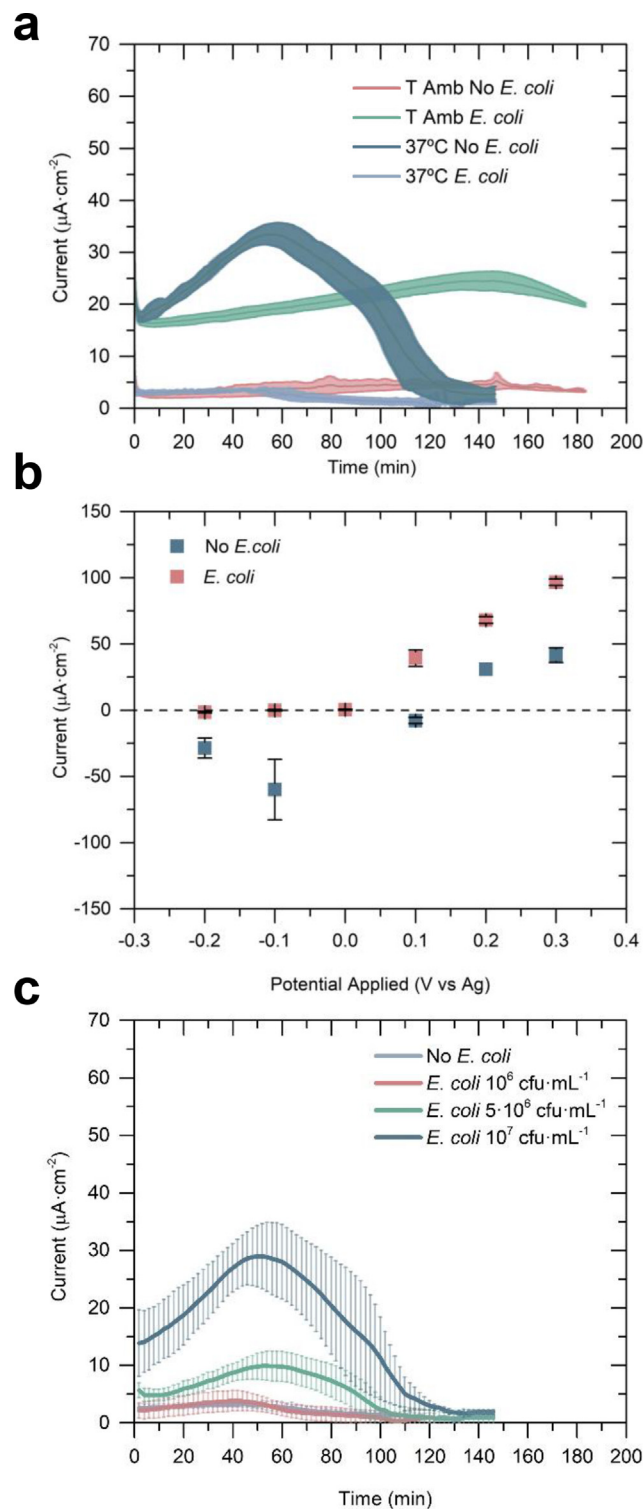 a
70
60
50
40
30
20
10
0
Current (μA·cm⁻²)
T Amb No E. coli
T Amb E. coli
37ºC No E. coli
37ºC E. coli
0 20 40 60 80 100 120 140 160 180 200
Time (min)
b
150
100
50
0
-50
-100
-150
Current (μA·cm⁻²)
No E.coli
E. coli
-0.3 -0.2 -0.1 0.0 0.1 0.2 0.3 0.4
Potential Applied (V vs Ag)
c
70
60
50
40
30
20
10
0
Current (μA·cm⁻²)
No E. coli
E. coli 10⁶ cfu·mL⁻¹
E. coli 5·10⁶ cfu·mL⁻¹
E. coli 10⁷ cfu·mL⁻¹
0 20 40 60 80 100 120 140 160 180 200
Time (min)